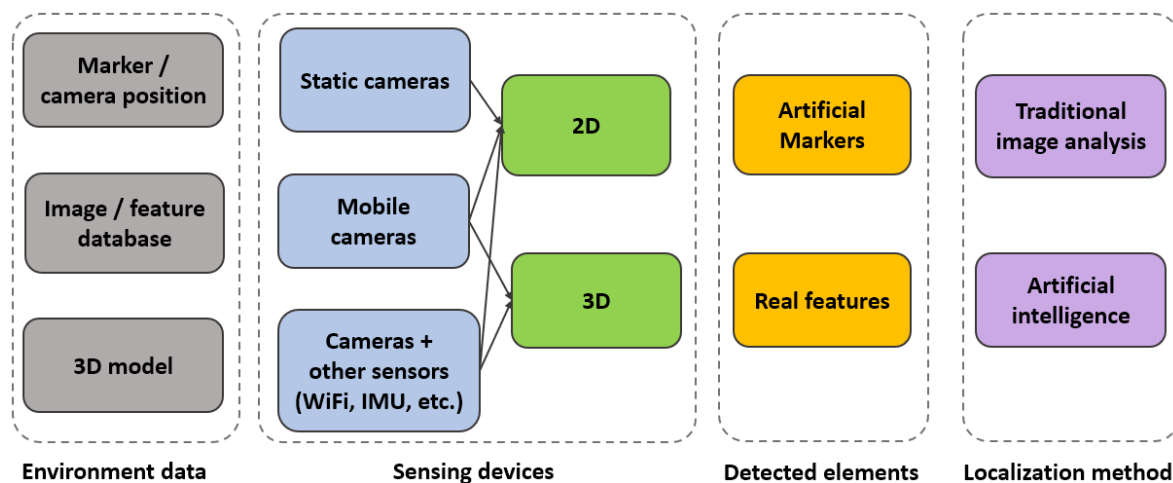 Marker /
camera position
Image / feature
database
3D model
Environment data
Static cameras
Mobile
cameras
Cameras +
other sensors
(WiFi, IMU, etc.)
2D
3D
Sensing devices
Artificial
Markers
Real features
Detected elements
Traditional
image analysis
Artificial
intelligence
Localization method